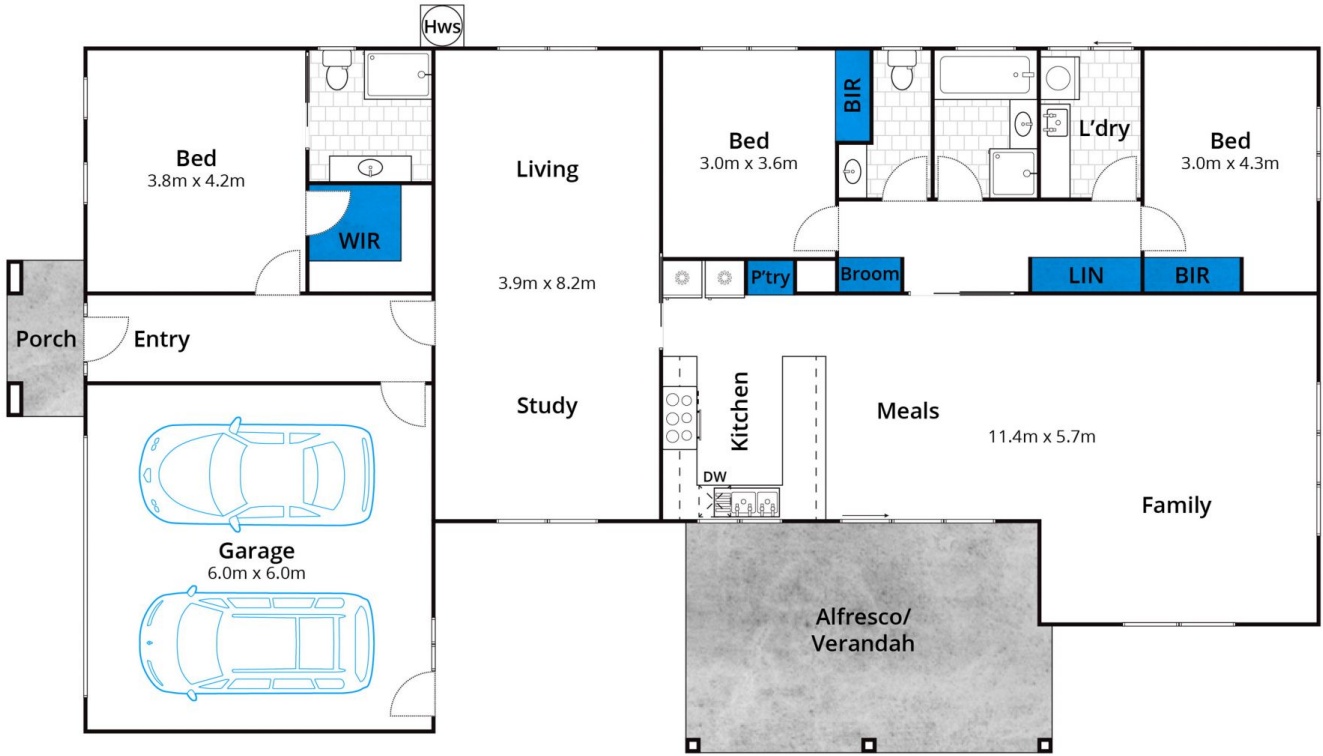 Hws
Bed
3.8m x 4.2m
WIR
Living
3.9m x 8.2m
Study
Bed
3.0m x 3.6m
BIR
L'dry
Bed
3.0m x 4.3m
P'try
Broom
LIN
BIR
Porch
Entry
Kitchen
DW
Meals
11.4m x 5.7m
Family
Garage
6.0m x 6.0m
Alfresco/
Verandah